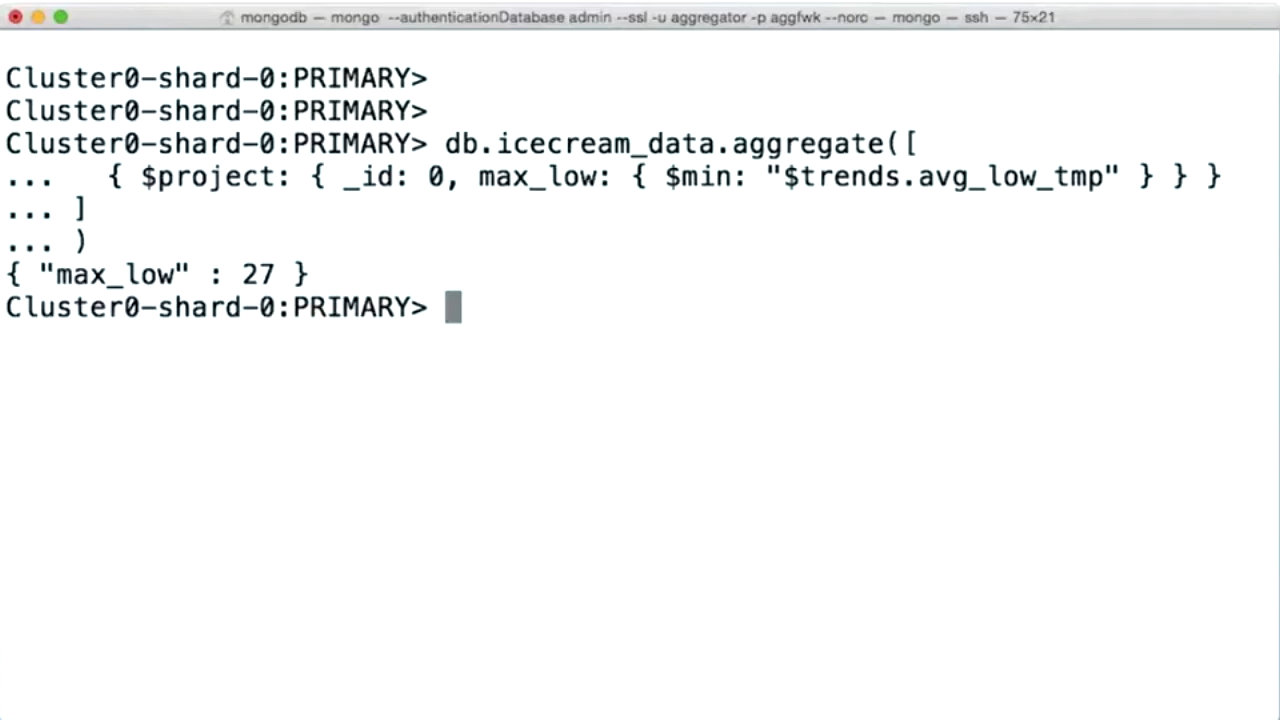 mongodb — mongo --authenticationDatabase admin --ssl -u aggregator -p aggfwk --norc — mongo — ssh — 75×21
Cluster0-shard-0:PRIMARY>
Cluster0-shard-0:PRIMARY>
Cluster0-shard-0:PRIMARY> db.icecream_data.aggregate([
...    { $project: { _id: 0, max_low: { $min: "$trends.avg_low_tmp" } } }
... ]
... )
{ "max_low" : 27 }
Cluster0-shard-0:PRIMARY>